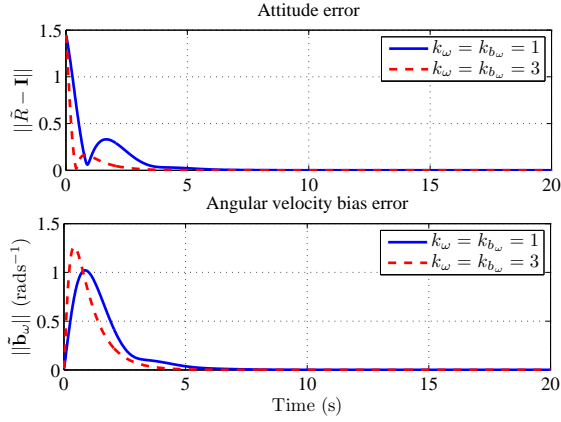 Attitude error
1.5
1
0.5
0
||R̃ − I||
k_ω = k_{b_ω} = 1
k_ω = k_{b_ω} = 3
0 5 10 15 20
Angular velocity bias error
1.5
1
0.5
0
||b̃_ω|| (rads⁻¹)
k_ω = k_{b_ω} = 1
k_ω = k_{b_ω} = 3
0 5 10 15 20
Time (s)